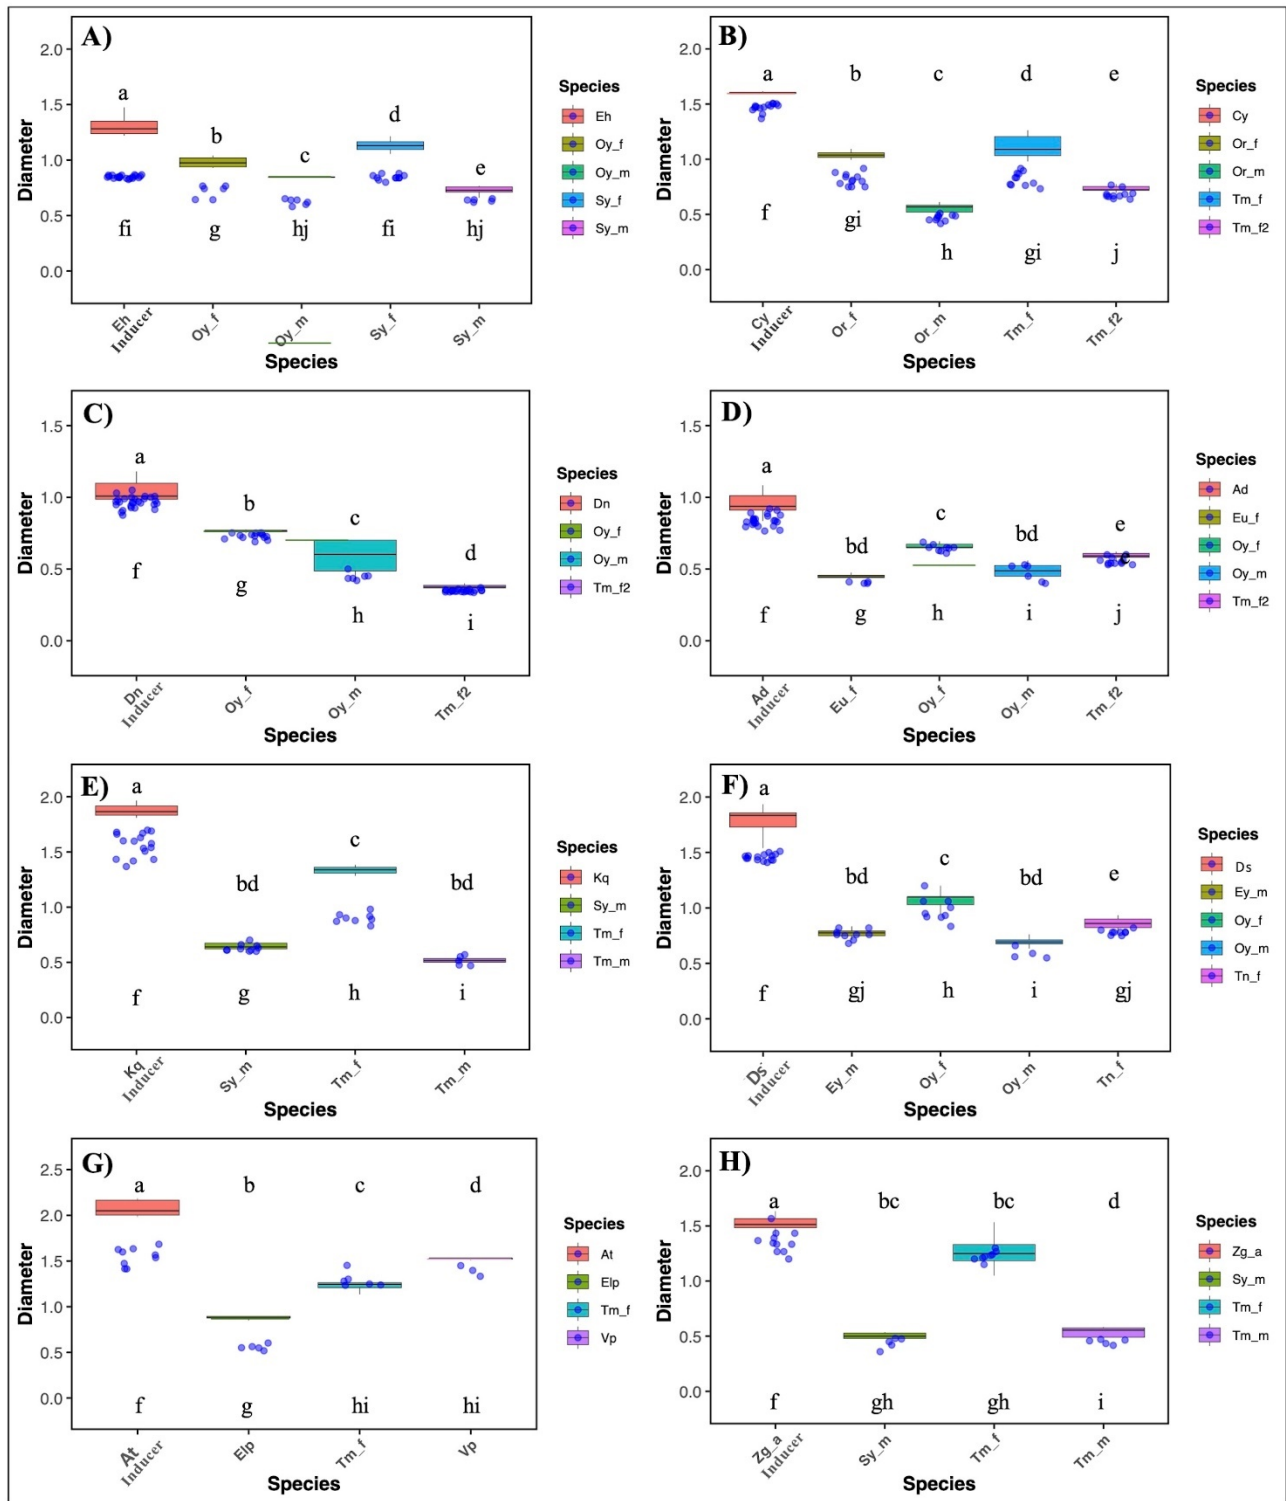 A)
Diameter
2.0
1.5
1.0
0.5
0.0
a
b
c
d
e
fi
g
hj
fi
hj
Eh
Inducer
Oy_f
Oy_m
Sy_f
Sy_m
Species
Species
Eh
Oy_f
Oy_m
Sy_f
Sy_m
B)
Diameter
2.0
1.5
1.0
0.5
0.0
a
b
c
d
e
f
gi
h
gi
j
Cy
Inducer
Or_f
Or_m
Tm_f
Tm_f2
Species
Species
Cy
Or_f
Or_m
Tm_f
Tm_f2
C)
Diameter
1.5
1.0
0.5
0.0
a
b
c
d
f
g
h
i
Dn
Inducer
Oy_f
Oy_m
Tm_f2
Species
Species
Dn
Oy_f
Oy_m
Tm_f2
D)
Diameter
1.5
1.0
0.5
0.0
a
bd
c
bd
e
f
g
h
i
j
Ad
Inducer
Eu_f
Oy_f
Oy_m
Tm_f2
Species
Species
Ad
Eu_f
Oy_f
Oy_m
Tm_f2
E)
Diameter
2.0
1.5
1.0
0.5
0.0
a
bd
c
bd
f
g
h
i
Kq
Inducer
Sy_m
Tm_f
Tm_m
Species
Species
Kq
Sy_m
Tm_f
Tm_m
F)
Diameter
2.0
1.5
1.0
0.5
0.0
a
bd
c
bd
e
f
gj
h
i
gj
Ds
Inducer
Ey_m
Oy_f
Oy_m
Tn_f
Species
Species
Ds
Ey_m
Oy_f
Oy_m
Tn_f
G)
Diameter
2.5
2.0
1.5
1.0
0.5
0.0
a
b
c
d
f
g
hi
hi
At
Inducer
Elp
Tm_f
Vp
Species
Species
At
Elp
Tm_f
Vp
H)
Diameter
2.0
1.5
1.0
0.5
0.0
a
bc
bc
d
f
gh
gh
i
Zg_a
Inducer
Sy_m
Tm_f
Tm_m
Species
Species
Zg_a
Sy_m
Tm_f
Tm_m